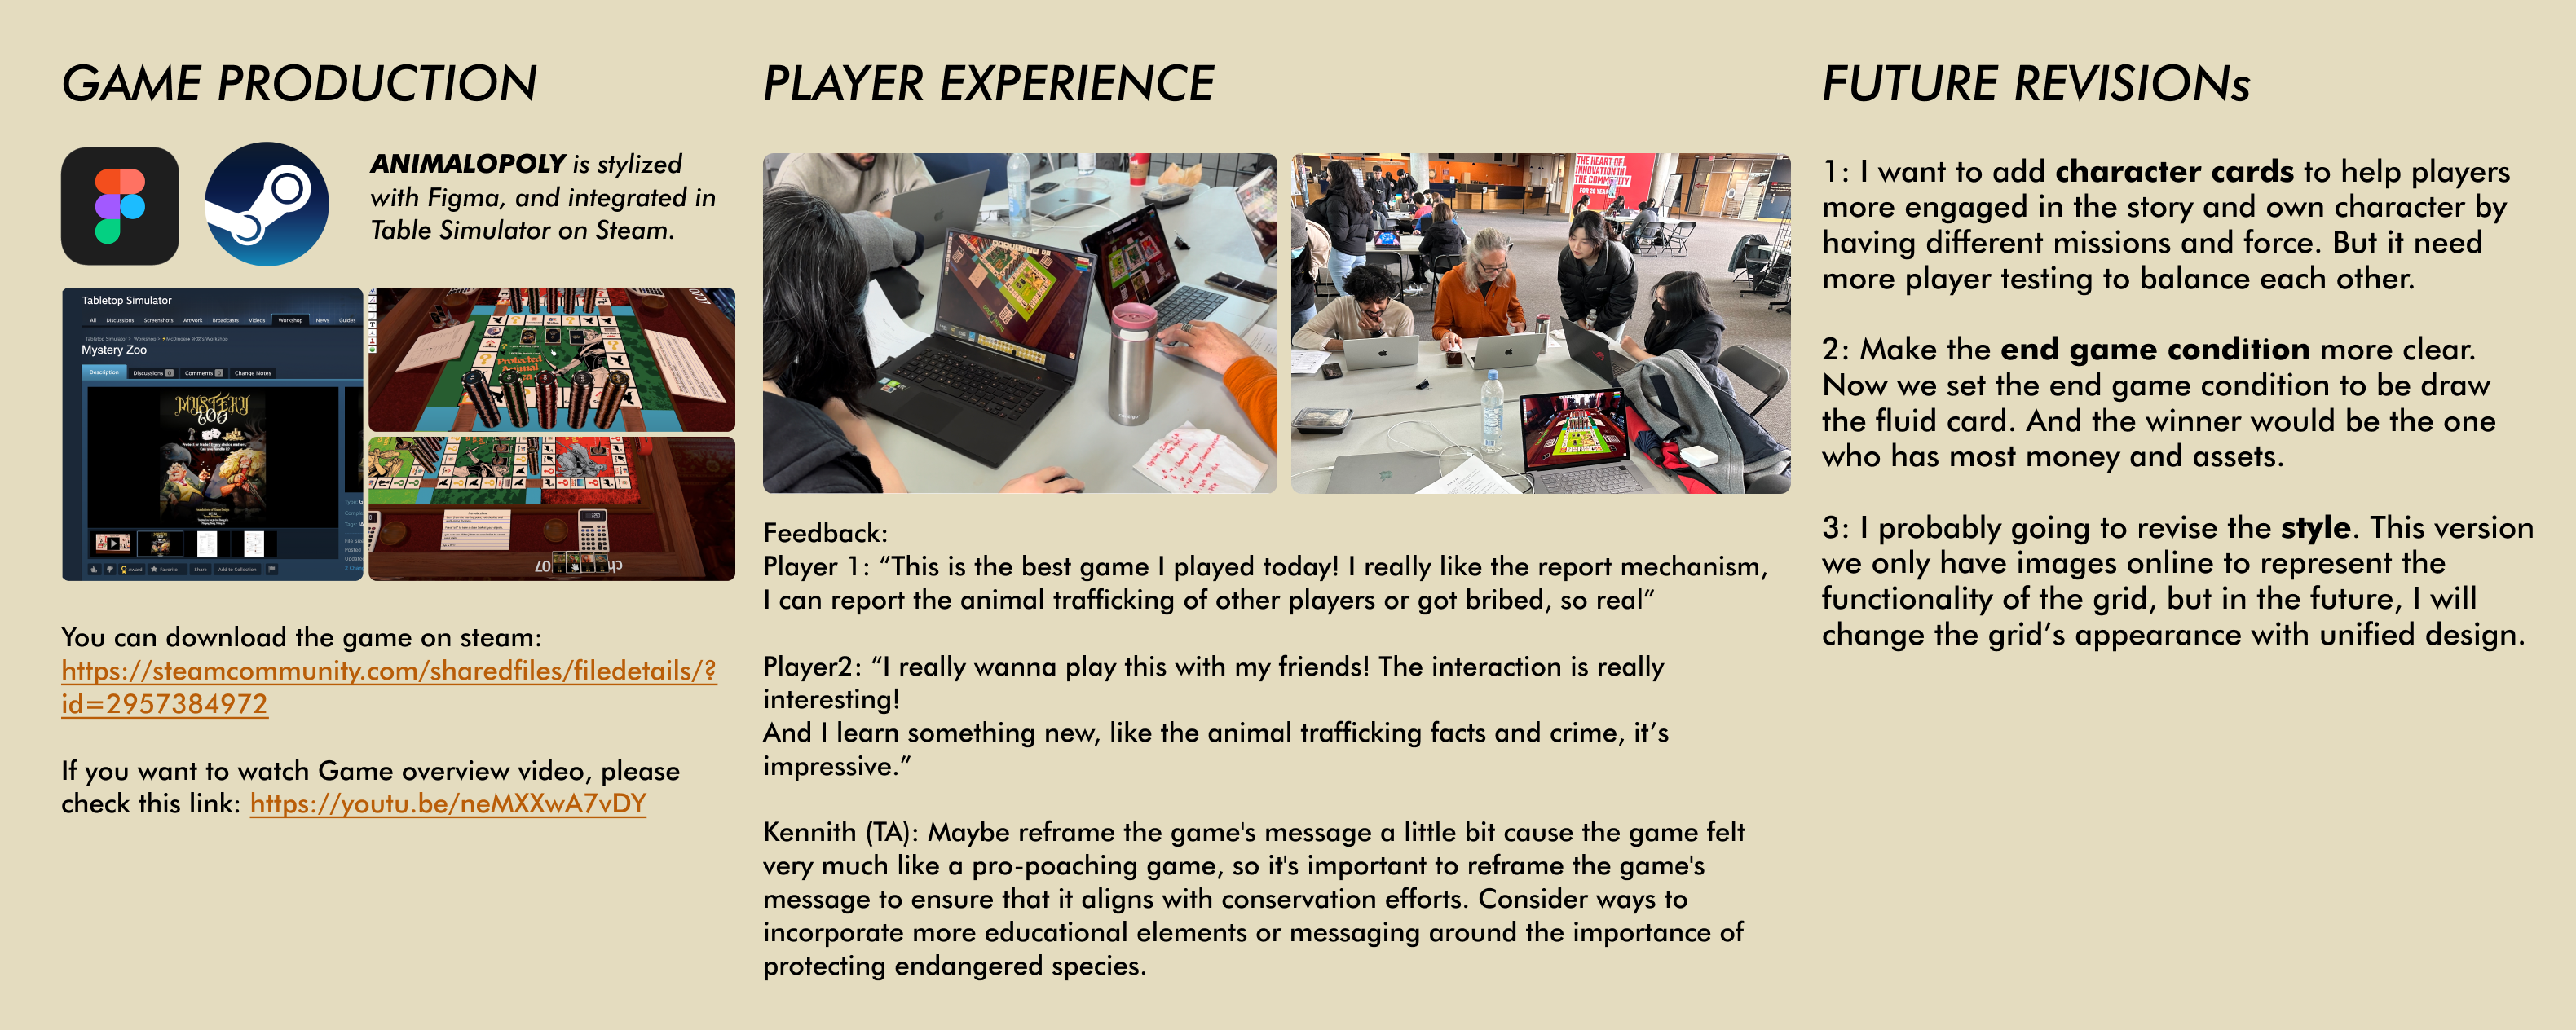 GAME PRODUCTION
ANIMALOPOLY is stylized
with Figma, and integrated in
Table Simulator on Steam.
Tabletop Simulator
All Discussions Screenshots Artwork Broadcasts Videos Workshop News Guides
Mystery Zoo
Description Discussions 0 Comments 0 Change Notes
MYSTERY
ZOO
Award Favorite Share Add to Collection
Protected
Animal
You can download the game on steam:
https://steamcommunity.com/sharedfiles/filedetails/?
id=2957384972
If you want to watch Game overview video, please
check this link: https://youtu.be/neMXXwA7vDY
PLAYER EXPERIENCE
THE HEART OF
INNOVATION IN
THE COMMUNITY
FOR 20 YEARS
Feedback:
Player 1: “This is the best game I played today! I really like the report mechanism,
I can report the animal trafficking of other players or got bribed, so real”
Player2: “I really wanna play this with my friends! The interaction is really
interesting!
And I learn something new, like the animal trafficking facts and crime, it’s
impressive.”
Kennith (TA): Maybe reframe the game's message a little bit cause the game felt
very much like a pro-poaching game, so it's important to reframe the game's
message to ensure that it aligns with conservation efforts. Consider ways to
incorporate more educational elements or messaging around the importance of
protecting endangered species.
FUTURE REVISIONs
1: I want to add character cards to help players
more engaged in the story and own character by
having different missions and force. But it need
more player testing to balance each other.
2: Make the end game condition more clear.
Now we set the end game condition to be draw
the fluid card. And the winner would be the one
who has most money and assets.
3: I probably going to revise the style. This version
we only have images online to represent the
functionality of the grid, but in the future, I will
change the grid’s appearance with unified design.